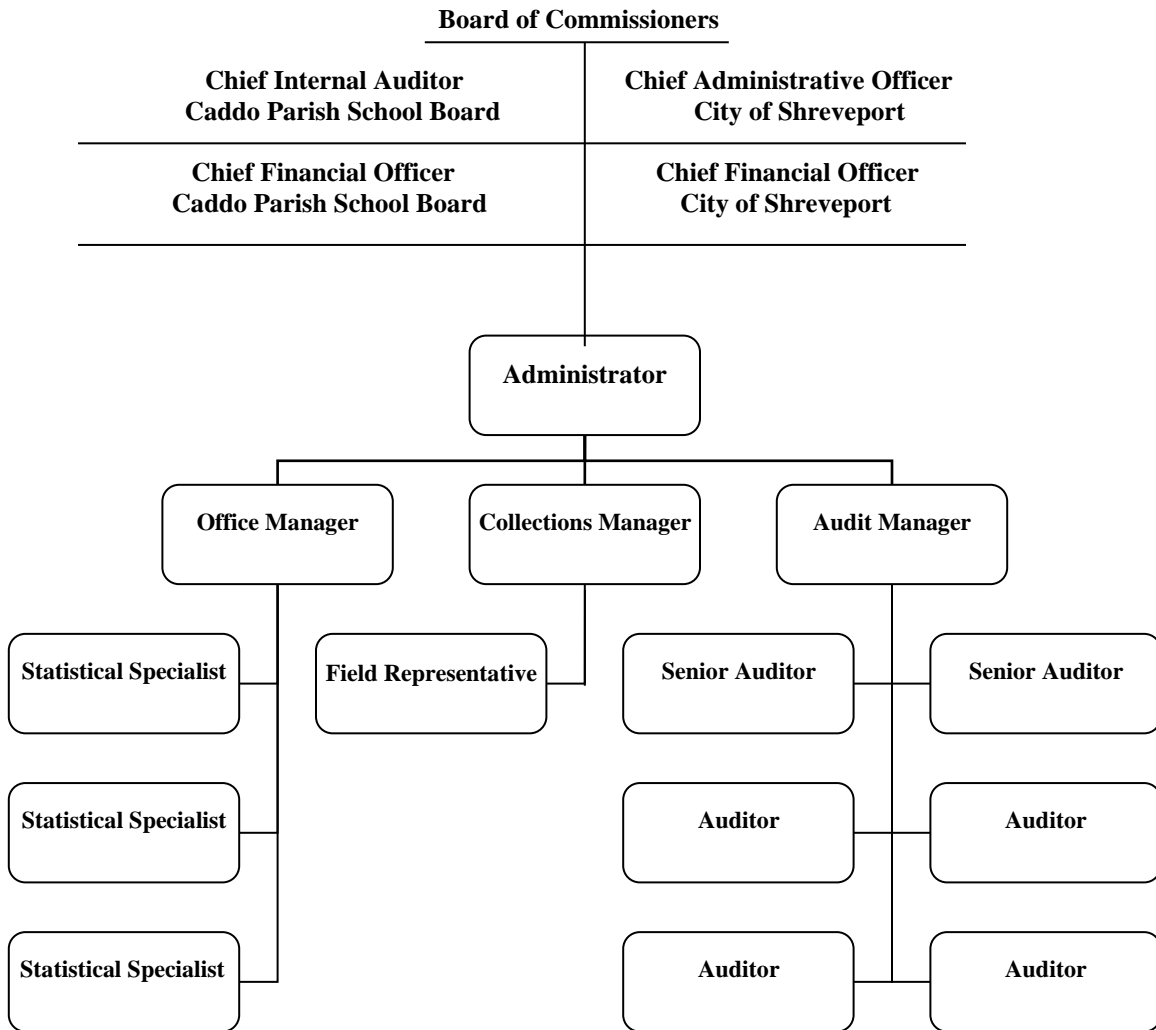 Board of Commissioners
Chief Internal Auditor
Caddo Parish School Board
Chief Administrative Officer
City of Shreveport
Chief Financial Officer
Caddo Parish School Board
Chief Financial Officer
City of Shreveport
Administrator
Office Manager
Collections Manager
Audit Manager
Statistical Specialist
Field Representative
Senior Auditor
Senior Auditor
Statistical Specialist
Auditor
Auditor
Statistical Specialist
Auditor
Auditor